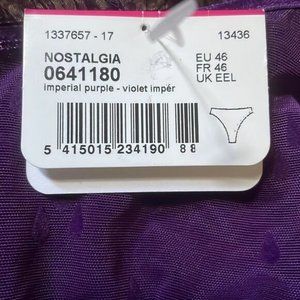 1337657 - 17 13436
NOSTALGIA EU 46
0641180 FR 46
imperial purple - violet impér UK EEL
5 415015 234190 88